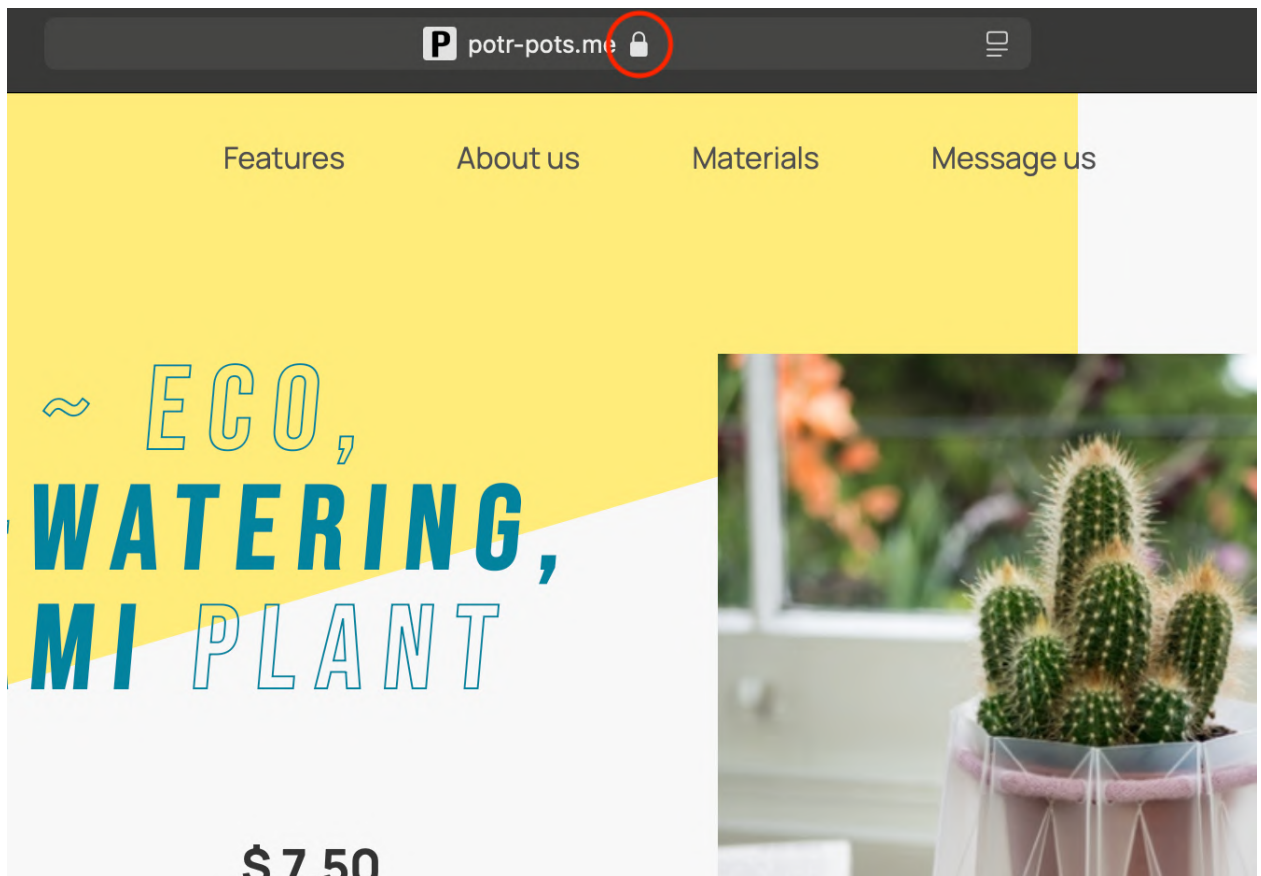 P potr-pots.me
Features About us Materials Message us
~ ECO,
WATERING,
MI PLANT
$ 7.50